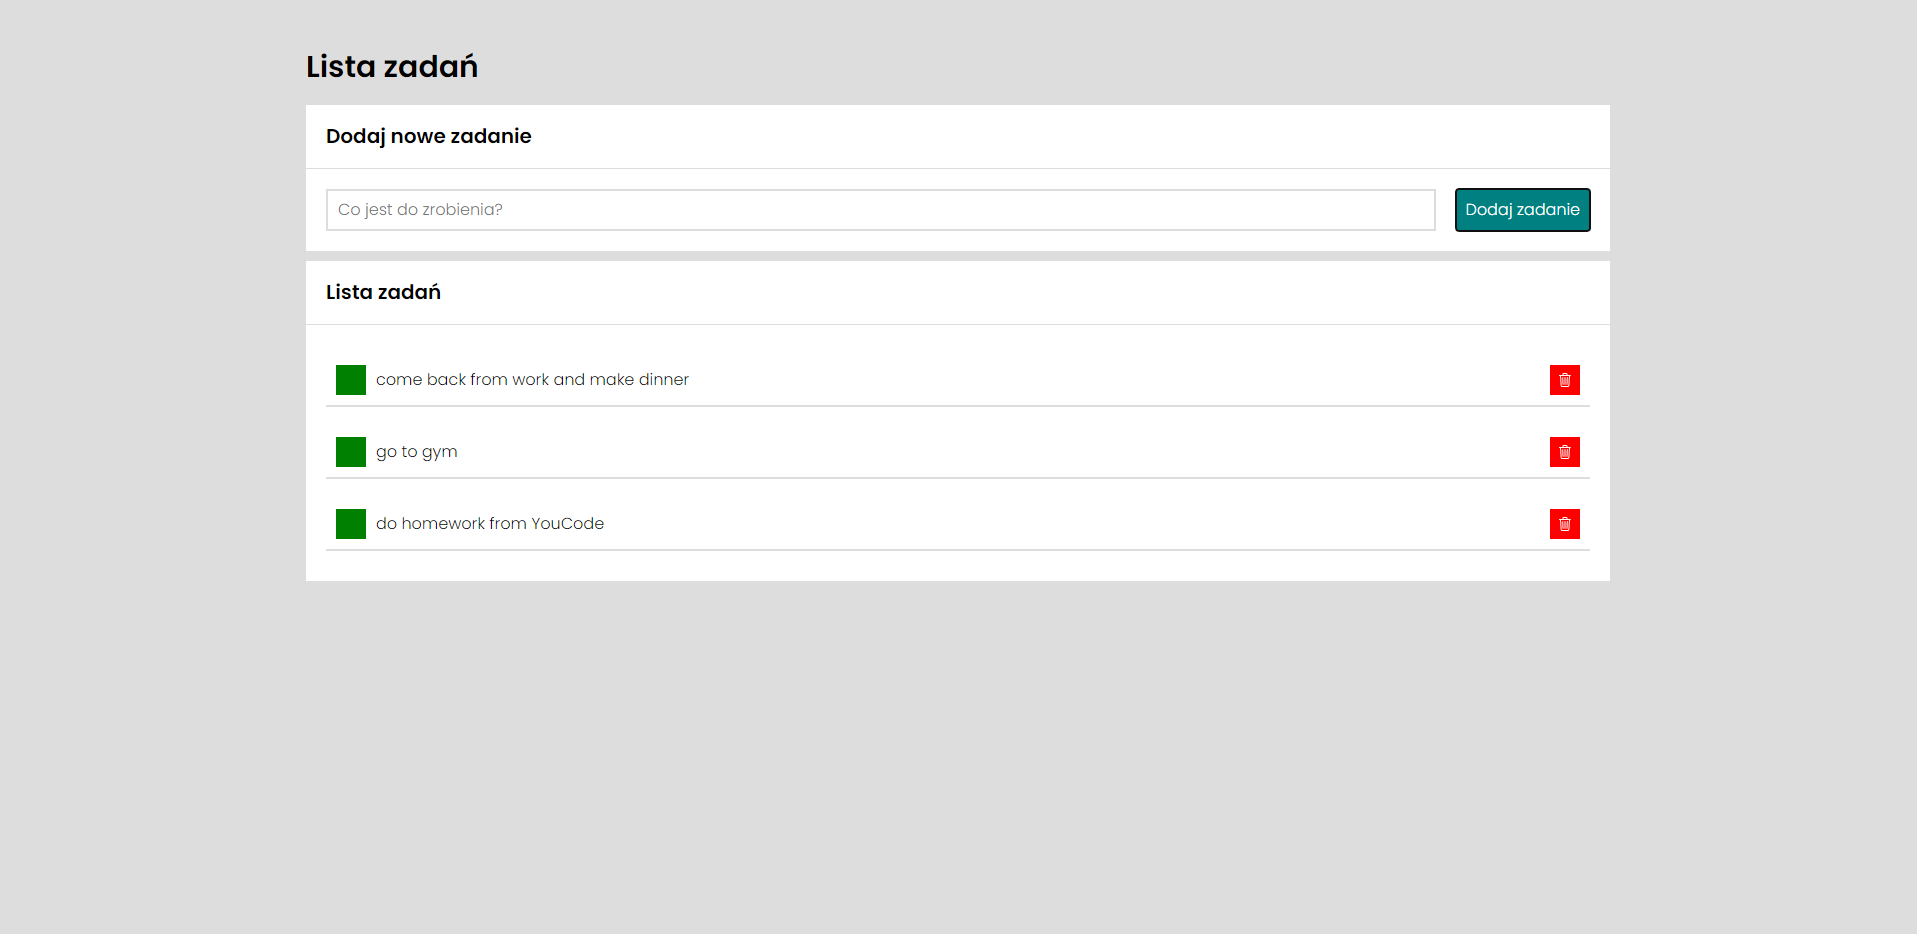 Lista zadań
Dodaj nowe zadanie
Co jest do zrobienia?
Dodaj zadanie
Lista zadań
come back from work and make dinner
go to gym
do homework from YouCode